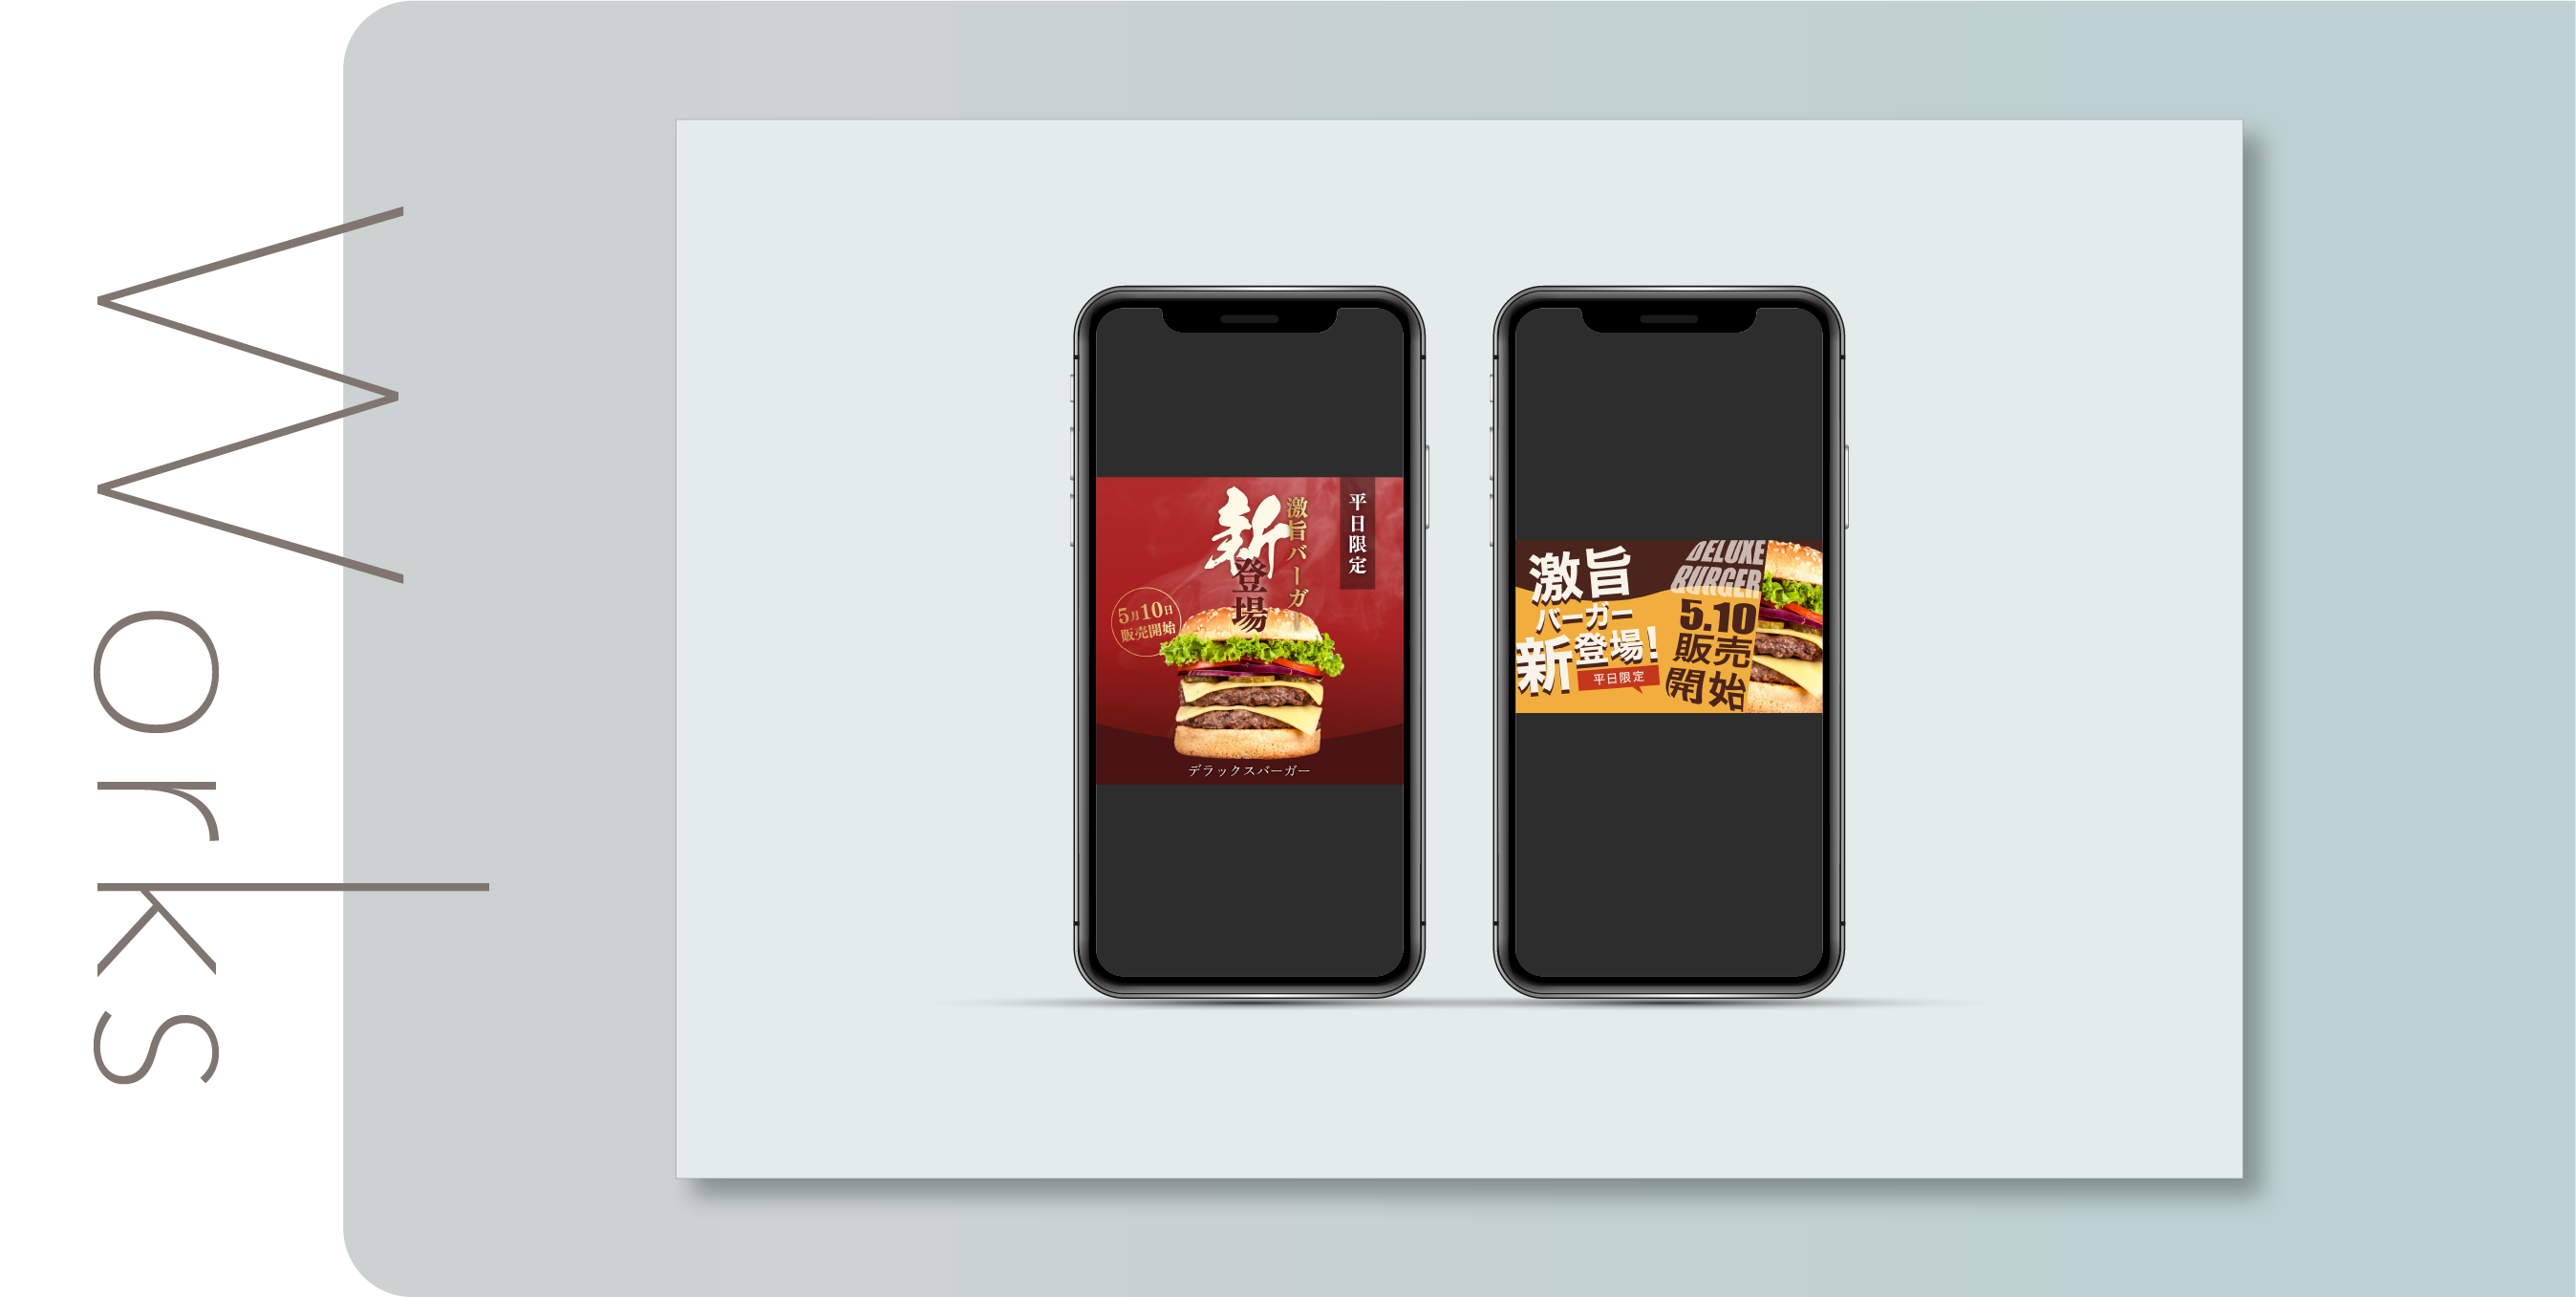 Works
平日限定
激旨バーガー
新
登場
5月10日
販売開始
デラックスバーガー
激旨
バーガー
新登場!
平日限定
DELUXE
BURGER
5.10
販売
開始